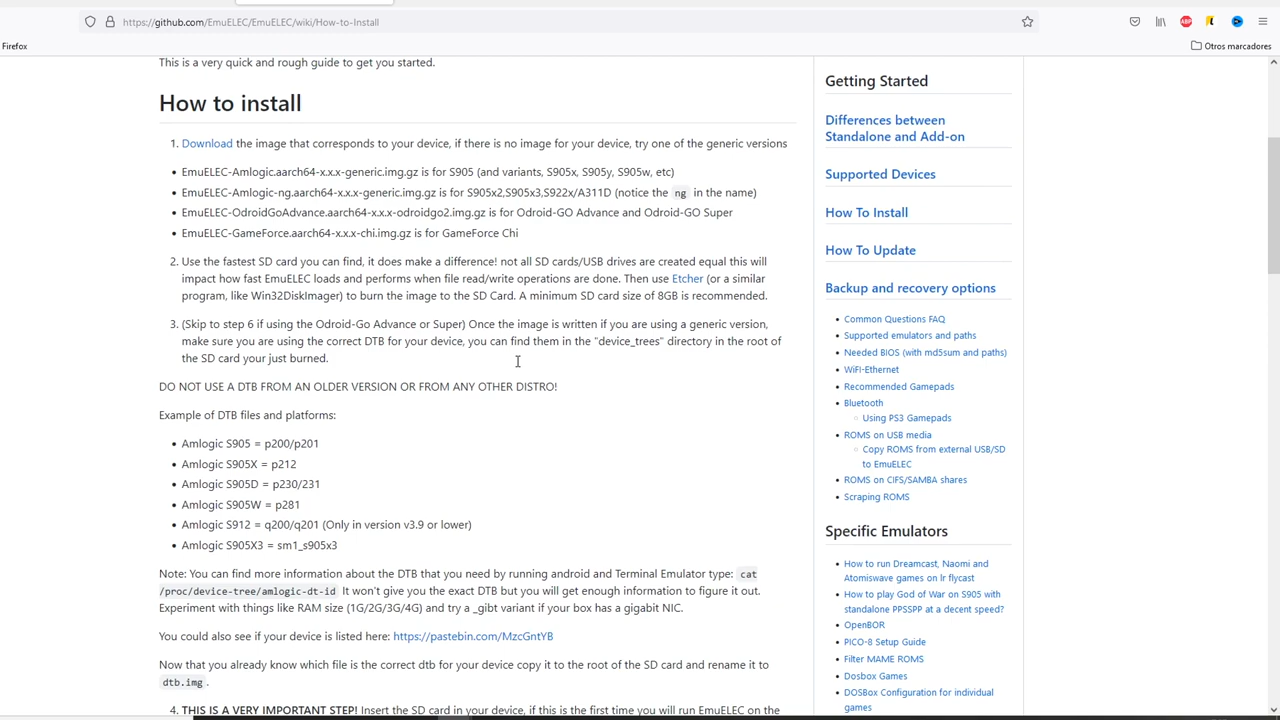 https://github.com/EmuELEC/EmuELEC/wiki/How-to-Install
Firefox
Otros marcadores
This is a very quick and rough guide to get you started.
How to install
1. Download the image that corresponds to your device, if there is no image for your device, try one of the generic versions
• EmuELEC-Amlogic.aarch64-x.x.x-generic.img.gz is for S905 (and variants, S905x, S905y, S905w, etc)
• EmuELEC-Amlogic-ng.aarch64-x.x.x-generic.img.gz is for S905x2,S905x3,S922x/A311D (notice the ng in the name)
• EmuELEC-OdroidGoAdvance.aarch64-x.x.x-odroidgo2.img.gz is for Odroid-GO Advance and Odroid-GO Super
• EmuELEC-GameForce.aarch64-x.x.x-chi.img.gz is for GameForce Chi
2. Use the fastest SD card you can find, it does make a difference! not all SD cards/USB drives are created equal this will
impact how fast EmuELEC loads and performs when file read/write operations are done. Then use Etcher (or a similar
program, like Win32DiskImager) to burn the image to the SD Card. A minimum SD card size of 8GB is recommended.
3. (Skip to step 6 if using the Odroid-Go Advance or Super) Once the image is written if you are using a generic version,
make sure you are using the correct DTB for your device, you can find them in the "device_trees" directory in the root of
the SD card your just burned.
DO NOT USE A DTB FROM AN OLDER VERSION OR FROM ANY OTHER DISTRO!
Example of DTB files and platforms:
• Amlogic S905 = p200/p201
• Amlogic S905X = p212
• Amlogic S905D = p230/231
• Amlogic S905W = p281
• Amlogic S912 = q200/q201 (Only in version v3.9 or lower)
• Amlogic S905X3 = sm1_s905x3
Note: You can find more information about the DTB that you need by running android and Terminal Emulator type: cat
/proc/device-tree/amlogic-dt-id It won't give you the exact DTB but you will get enough information to figure it out.
Experiment with things like RAM size (1G/2G/3G/4G) and try a _gibt variant if your box has a gigabit NIC.
You could also see if your device is listed here: https://pastebin.com/MzcGntYB
Now that you already know which file is the correct dtb for your device copy it to the root of the SD card and rename it to
dtb.img .
4. THIS IS A VERY IMPORTANT STEP! Insert the SD card in your device, if this is the first time you will run EmuELEC on the
Getting Started
Differences between
Standalone and Add-on
Supported Devices
How To Install
How To Update
Backup and recovery options
• Common Questions FAQ
• Supported emulators and paths
• Needed BIOS (with md5sum and paths)
• WiFI-Ethernet
• Recommended Gamepads
• Bluetooth
Using PS3 Gamepads
• ROMS on USB media
Copy ROMS from external USB/SD
to EmuELEC
• ROMS on CIFS/SAMBA shares
• Scraping ROMS
Specific Emulators
• How to run Dreamcast, Naomi and
Atomiswave games on lr flycast
• How to play God of War on S905 with
standalone PPSSPP at a decent speed?
• OpenBOR
• PICO-8 Setup Guide
• Filter MAME ROMS
• Dosbox Games
• DOSBox Configuration for individual
games